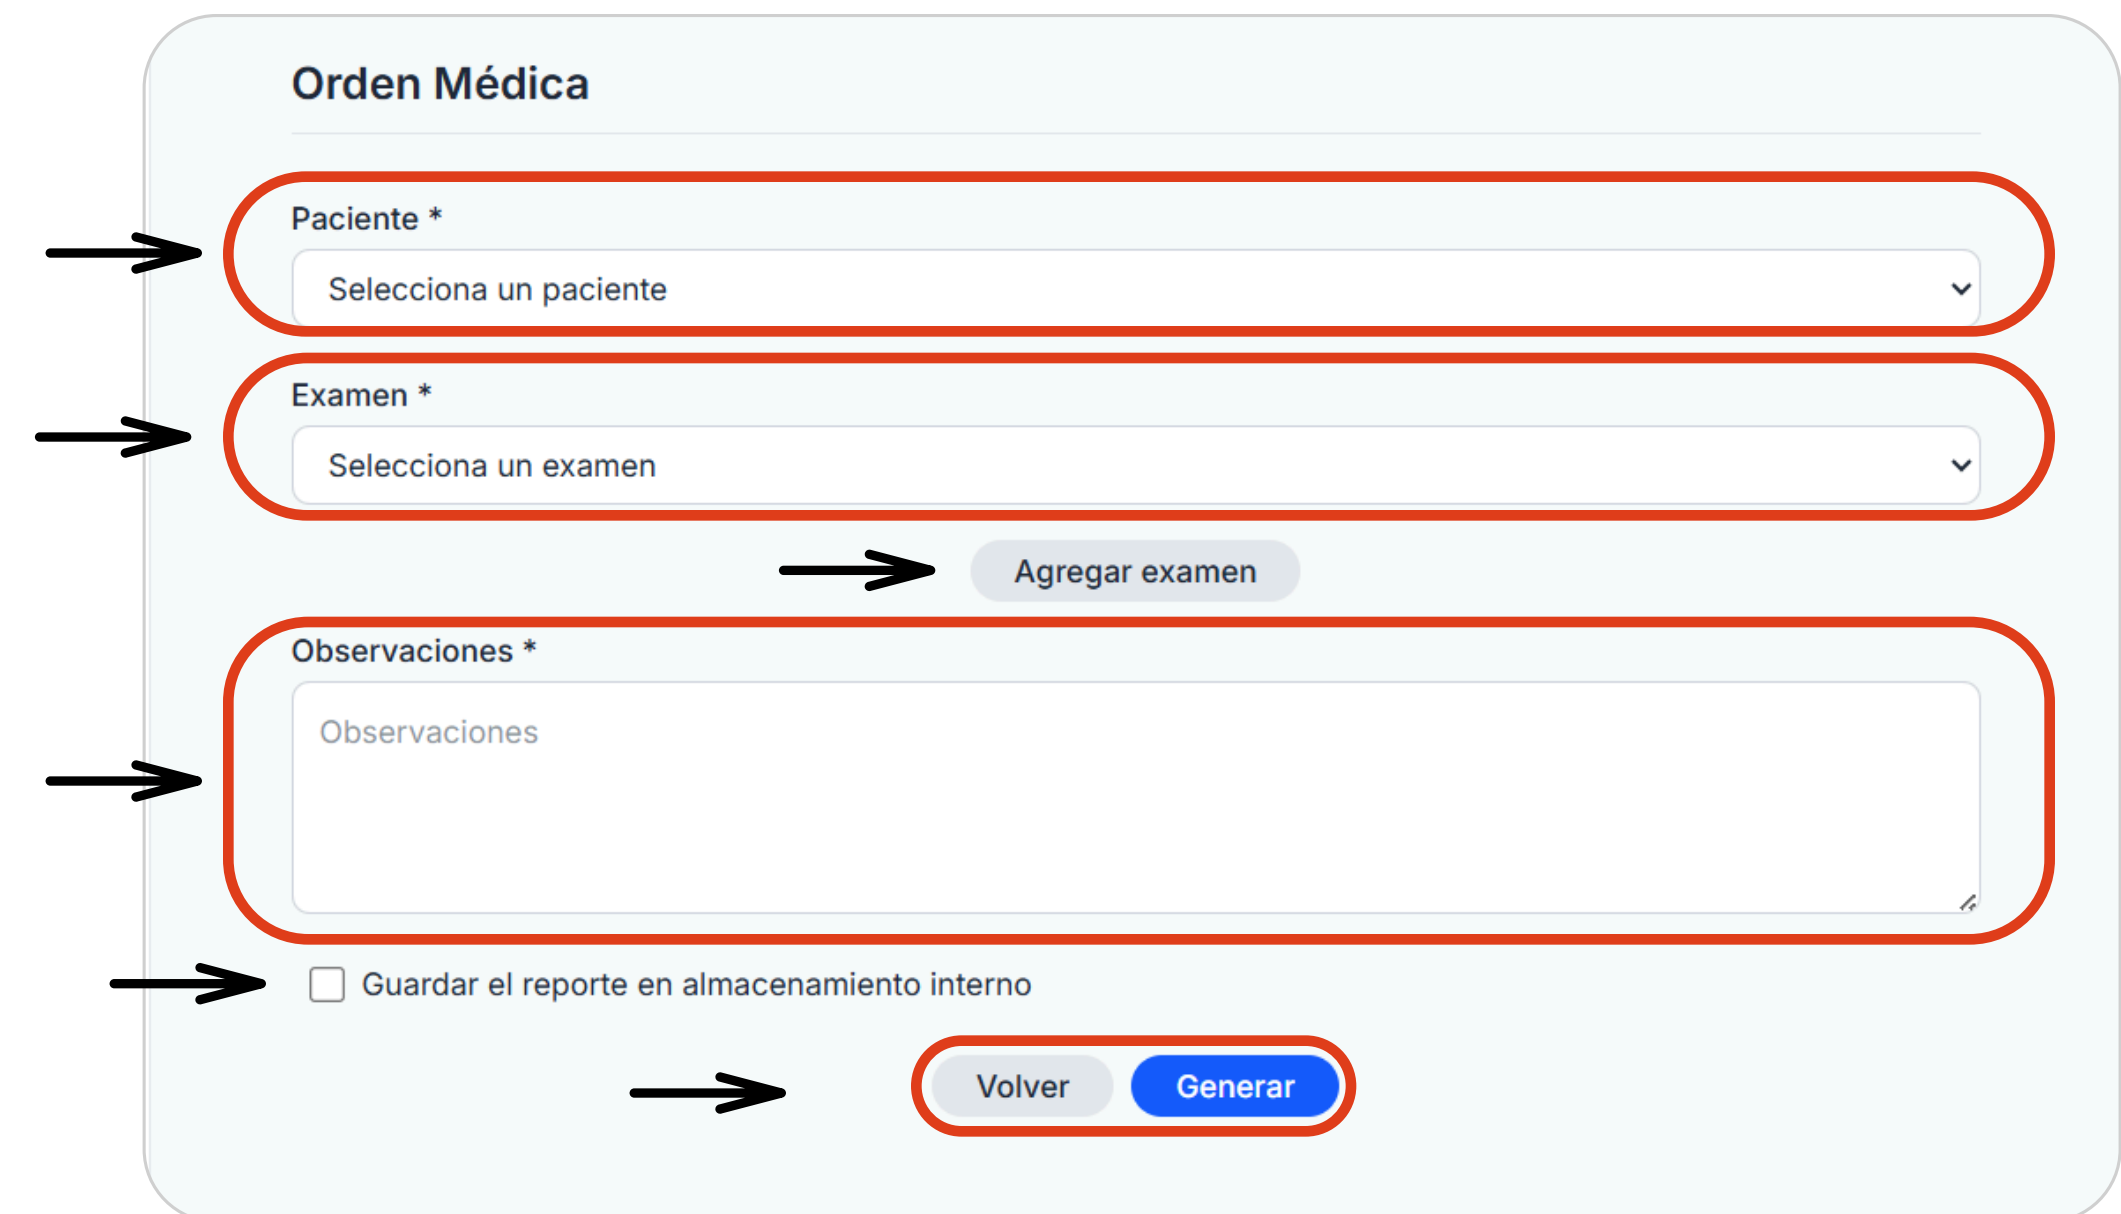 Orden Médica
Paciente *
Selecciona un paciente
Examen *
Selecciona un examen
Agregar examen
Observaciones *
Observaciones
Guardar el reporte en almacenamiento interno
Volver Generar